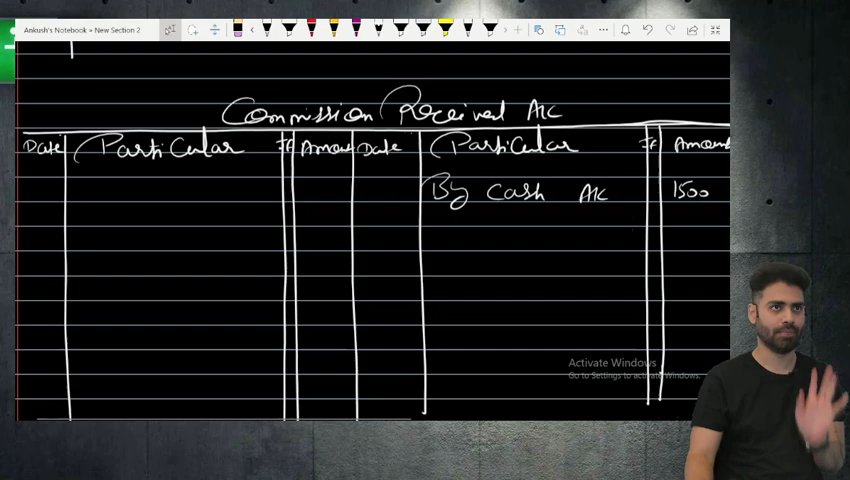 Ankush's Notebook » New Section 2
Commission Received A/C
Date Particular JF Amount Date Particular JF Amount
By Cash A/C 1500
Activate Windows
Go to Settings to activate Windows.